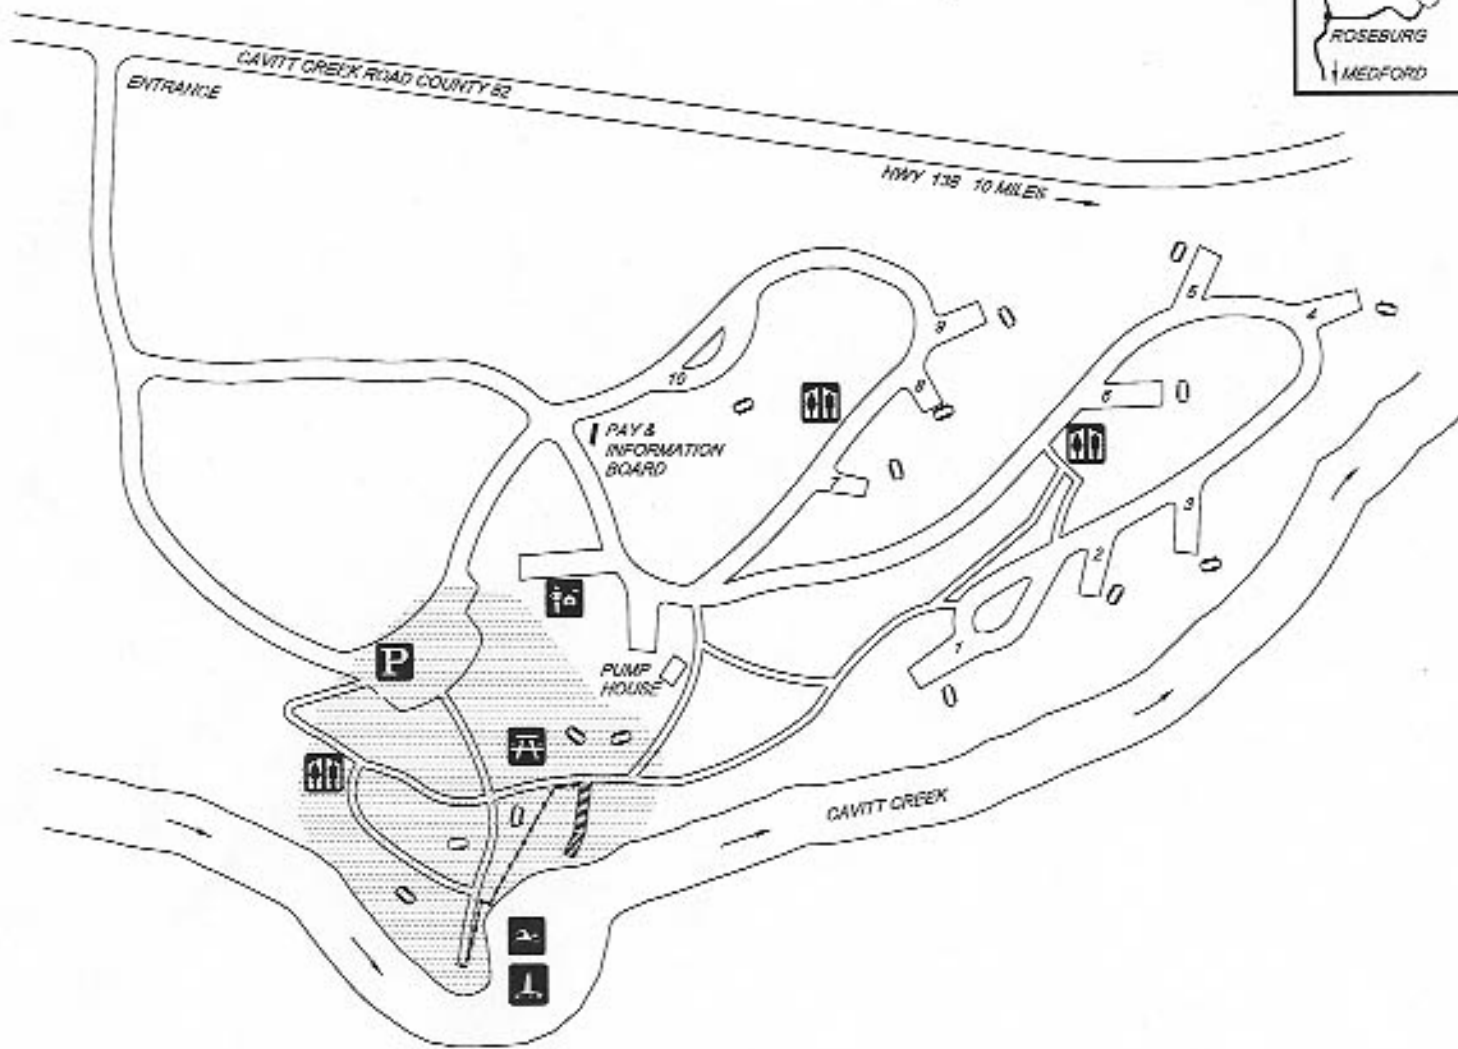 ROSEBURG
MEDFORD
CAVITT CREEK ROAD COUNTY 82
ENTRANCE
HWY 138 10 MILES
5
4
9
10
8
6
PAY &
INFORMATION
BOARD
7
3
2
1
P
PUMP
HOUSE
CAVITT CREEK